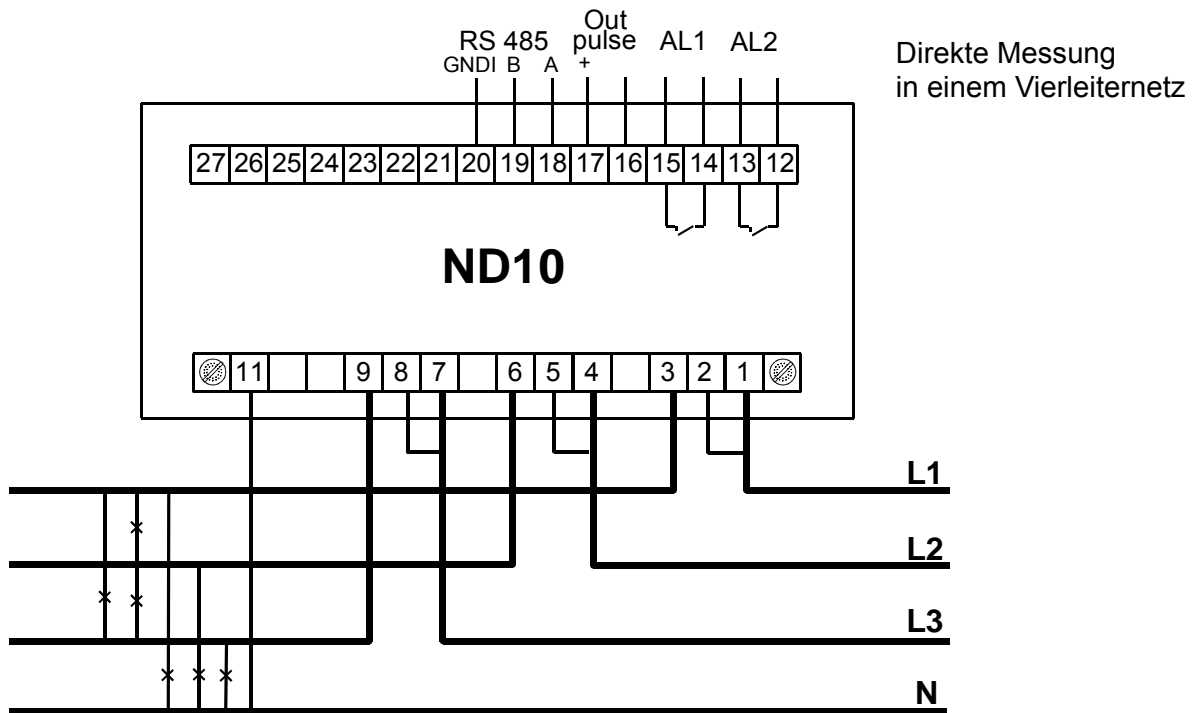 Out
RS 485 pulse AL1 AL2
GNDI B A +
Direkte Messung
in einem Vierleiternetz
27 26 25 24 23 22 21 20 19 18 17 16 15 14 13 12
ND10
11 9 8 7 6 5 4 3 2 1
L1
L2
L3
N